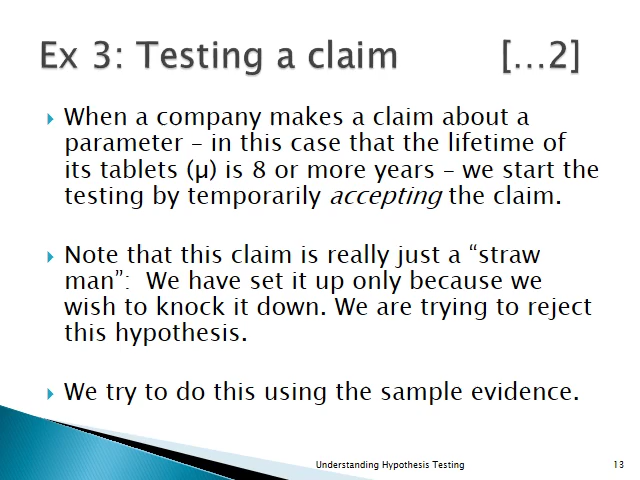 Ex 3: Testing a claim [...2]
When a company makes a claim about a
parameter – in this case that the lifetime of
its tablets (μ) is 8 or more years – we start the
testing by temporarily accepting the claim.
Note that this claim is really just a “straw
man”: We have set it up only because we
wish to knock it down. We are trying to reject
this hypothesis.
We try to do this using the sample evidence.
Understanding Hypothesis Testing 13